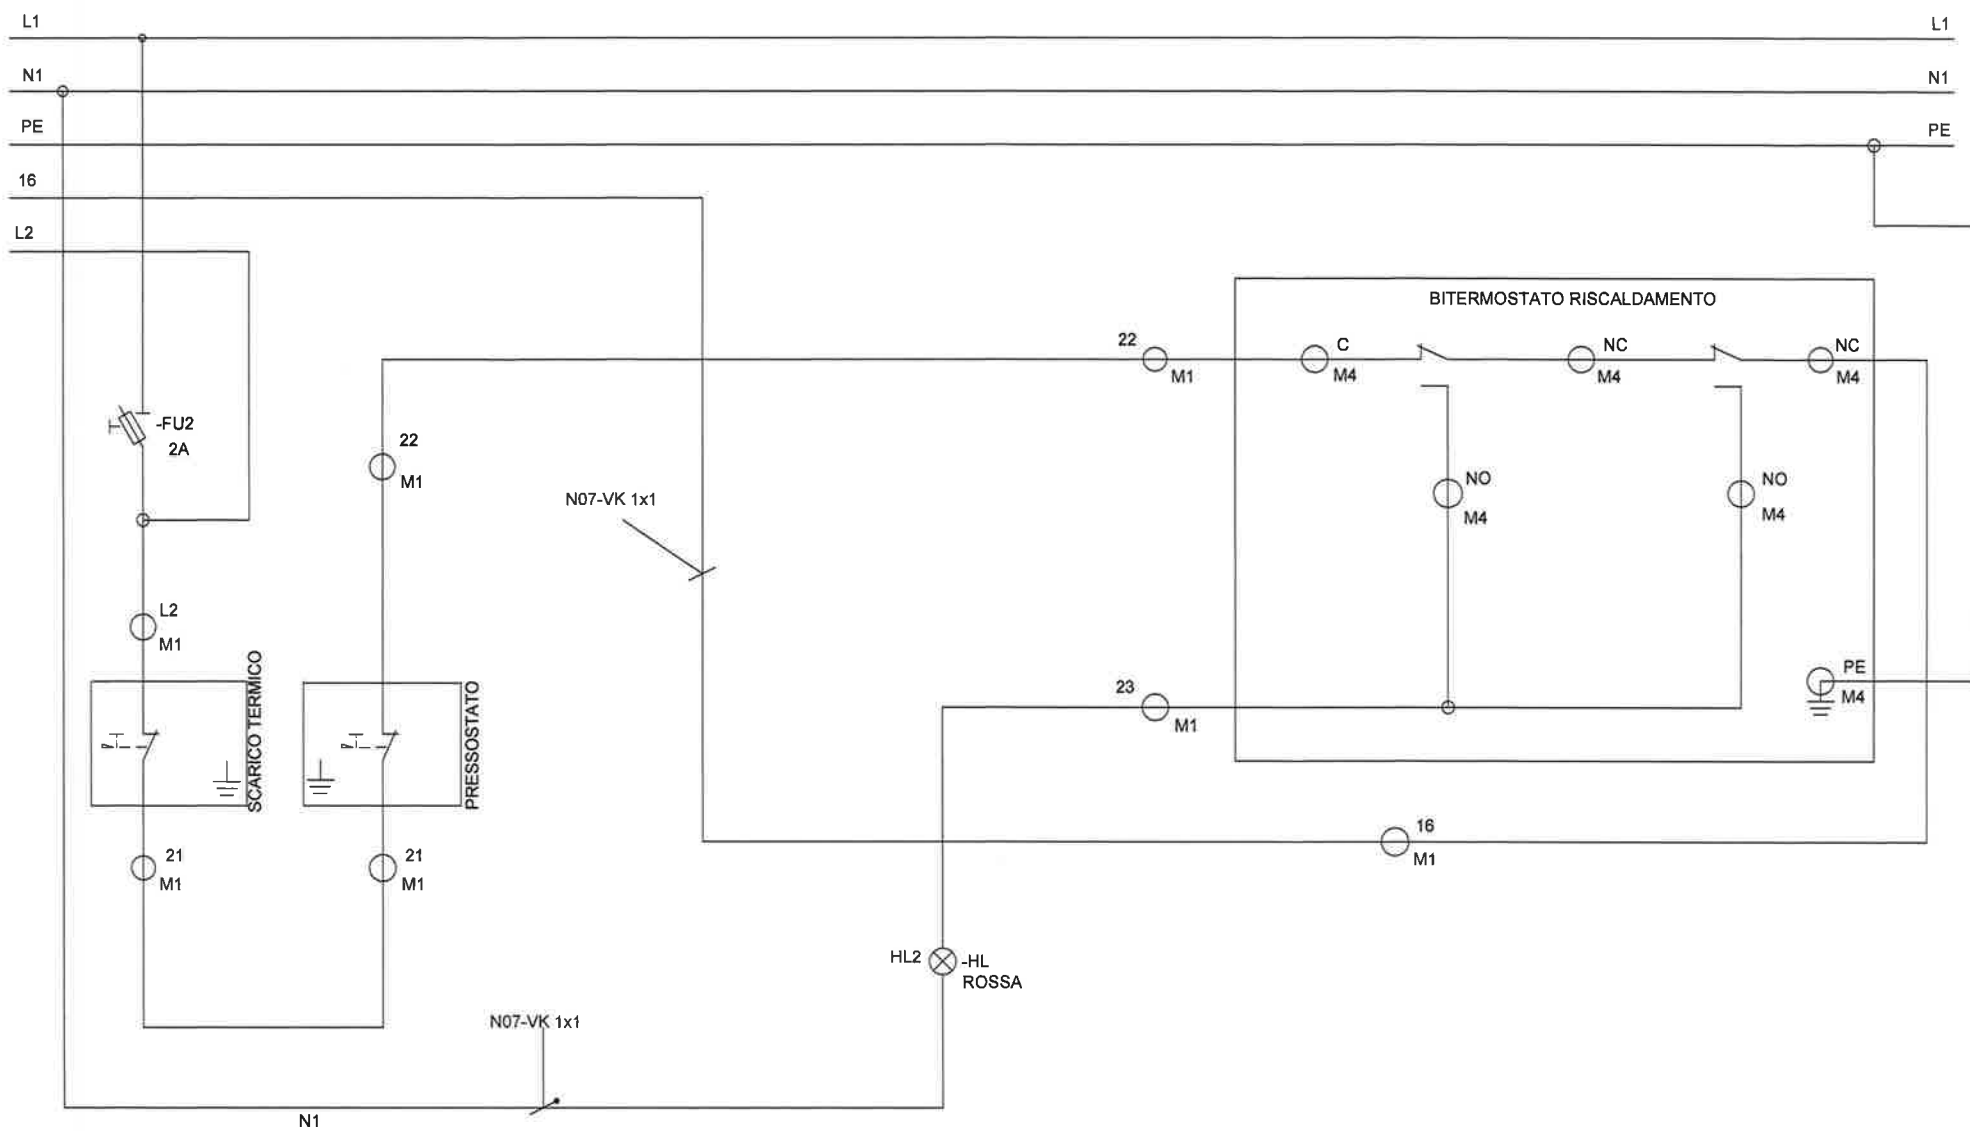 L1
L1
N1
N1
PE
PE
16
L2
BITERMOSTATO RISCALDAMENTO
22
M1
C
M4
NC
M4
NC
M4
-FU2
2A
22
M1
N07-VK 1x1
NO
M4
NO
M4
L2
M1
SCARICO TERMICO
PRESSOSTATO
23
M1
PE
M4
21
M1
21
M1
16
M1
HL2
-HL
ROSSA
N07-VK 1x1
N1